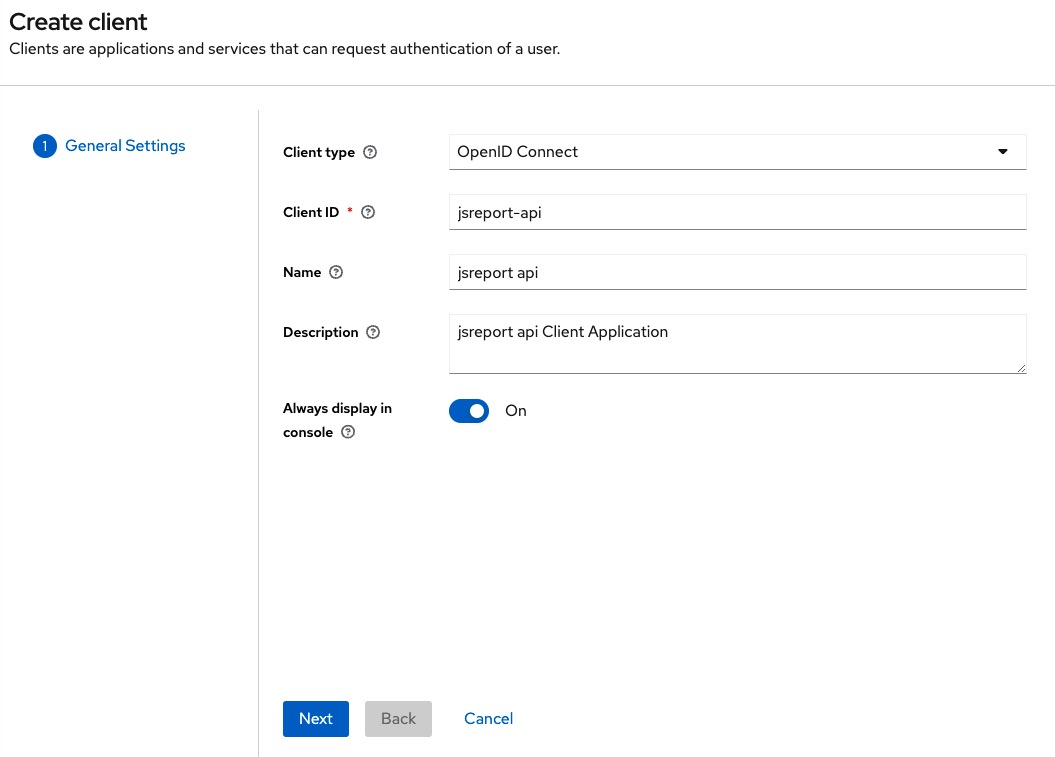 Create client
Clients are applications and services that can request authentication of a user.
1 General Settings
Client type ?
OpenID Connect
Client ID * ?
jsreport-api
Name ?
jsreport api
Description ?
jsreport api Client Application
Always display in
console ?
On
Next Back Cancel